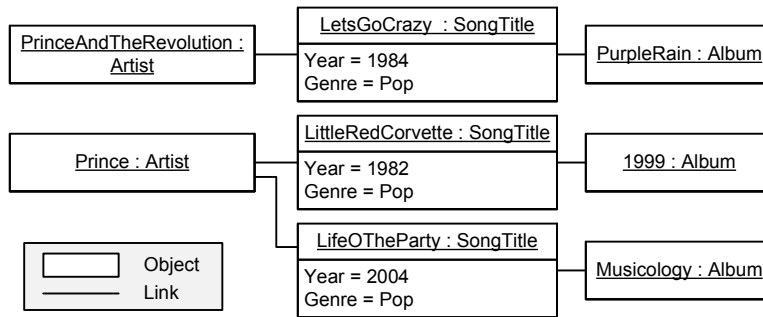 PrinceAndTheRevolution :
Artist
LetsGoCrazy : SongTitle
Year = 1984
Genre = Pop
PurpleRain : Album
Prince : Artist
LittleRedCorvette : SongTitle
Year = 1982
Genre = Pop
1999 : Album
LifeOTheParty : SongTitle
Year = 2004
Genre = Pop
Musicology : Album
Object
Link